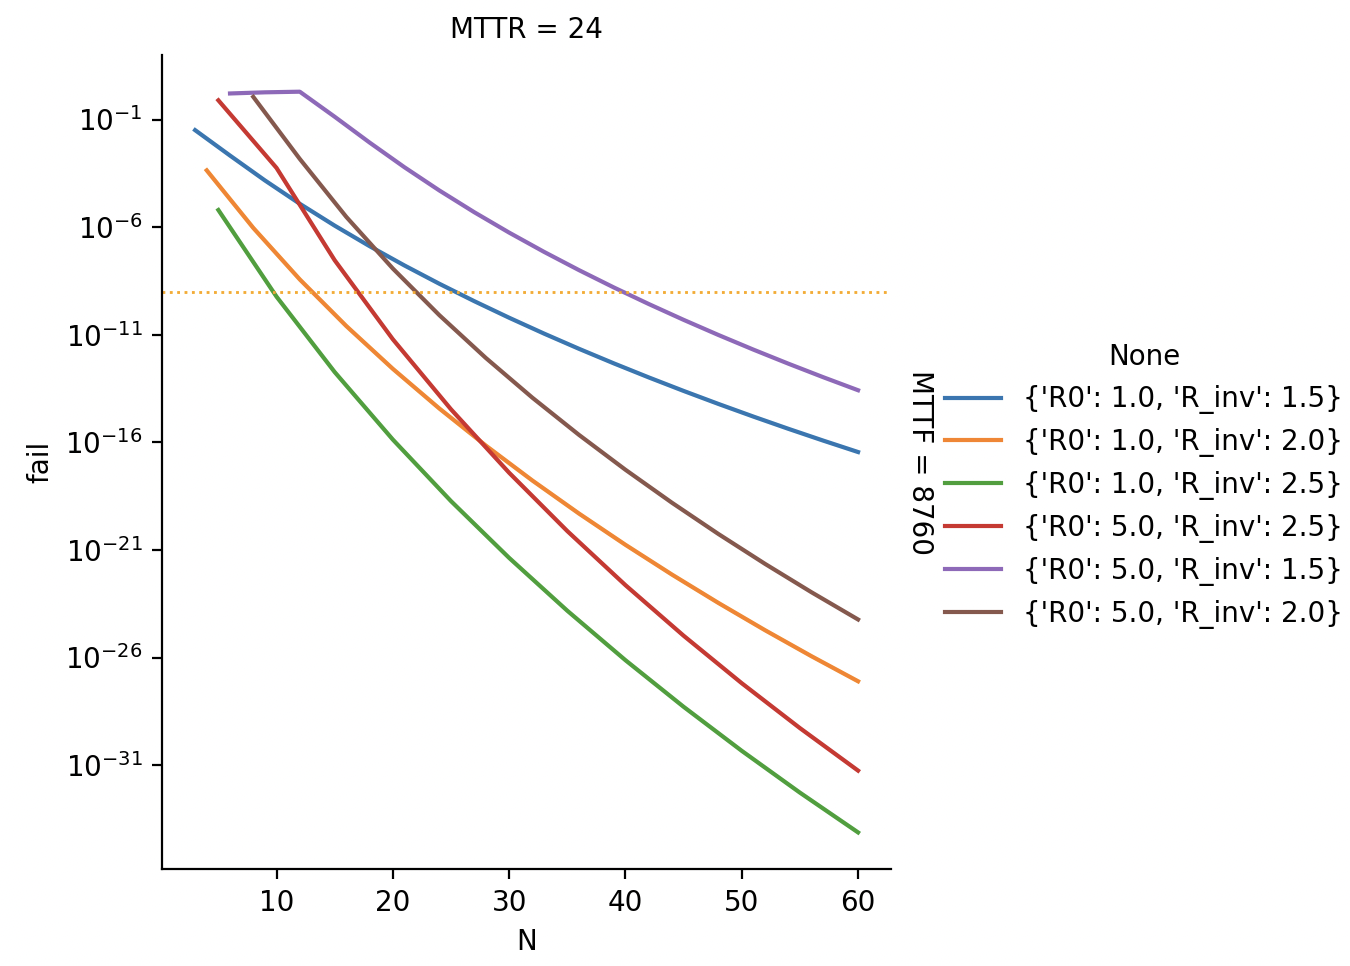 MTTR = 24
10⁻¹
10⁻⁶
10⁻¹¹
10⁻¹⁶
10⁻²¹
10⁻²⁶
10⁻³¹
fail
10 20 30 40 50 60
N
MTTF = 8760
None
{'R0': 1.0, 'R_inv': 1.5}
{'R0': 1.0, 'R_inv': 2.0}
{'R0': 1.0, 'R_inv': 2.5}
{'R0': 5.0, 'R_inv': 2.5}
{'R0': 5.0, 'R_inv': 1.5}
{'R0': 5.0, 'R_inv': 2.0}